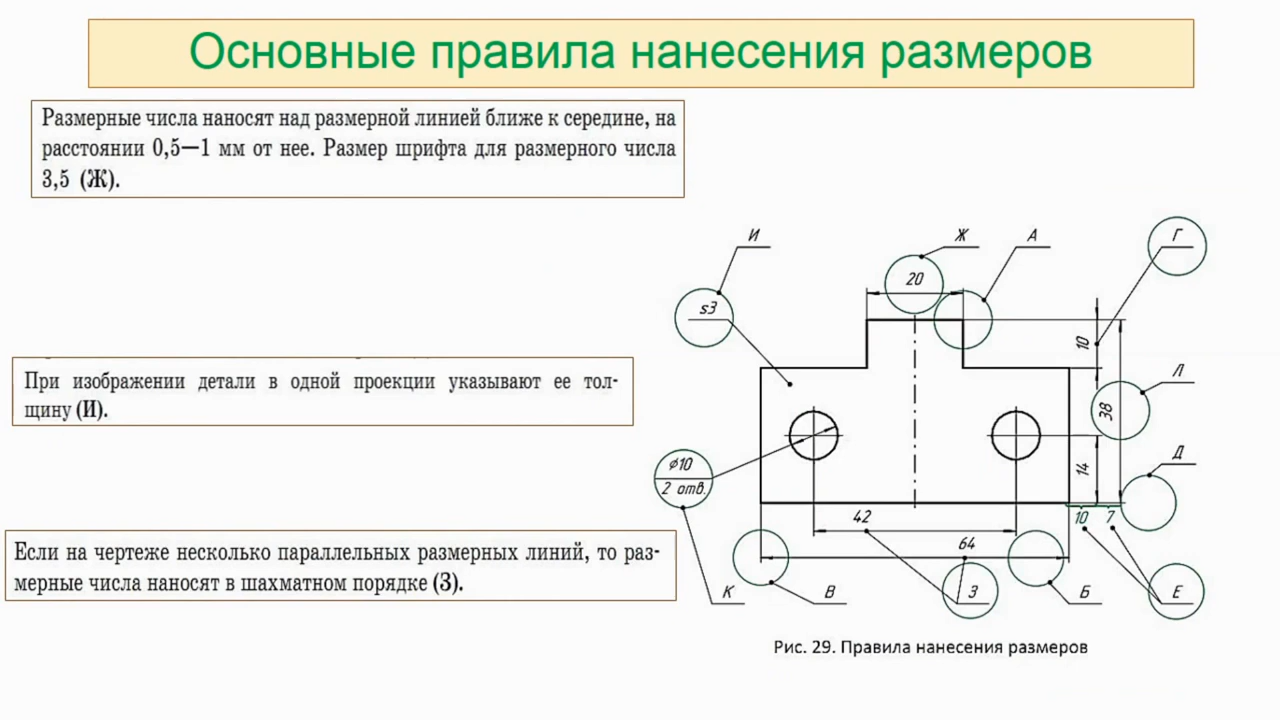 Основные правила нанесения размеров
Размерные числа наносят над размерной линией ближе к середине, на
расстоянии 0,5—1 мм от нее. Размер шрифта для размерного числа
3,5 (Ж).
При изображении детали в одной проекции указывают ее тол-
щину (И).
Если на чертеже несколько параллельных размерных линий, то раз-
мерные числа наносят в шахматном порядке (З).
И
Ж
А
Г
s3
20
10
Л
38
Д
⌀10
2 отв.
14
42
10
7
64
К
В
З
Б
Е
Рис. 29. Правила нанесения размеров